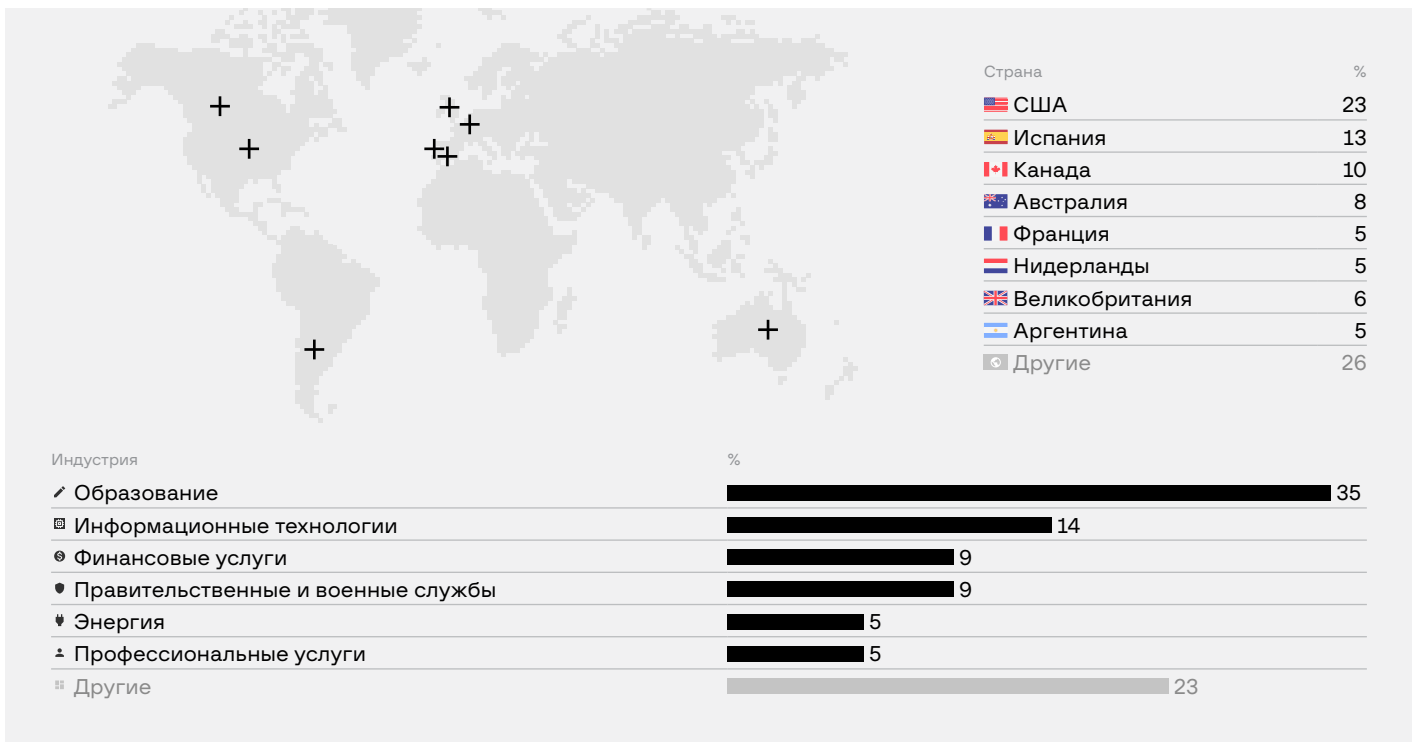 Страна %
США 23
Испания 13
Канада 10
Австралия 8
Франция 5
Нидерланды 5
Великобритания 6
Аргентина 5
Другие 26
Индустрия %
Образование 35
Информационные технологии 14
Финансовые услуги 9
Правительственные и военные службы 9
Энергия 5
Профессиональные услуги 5
Другие 23